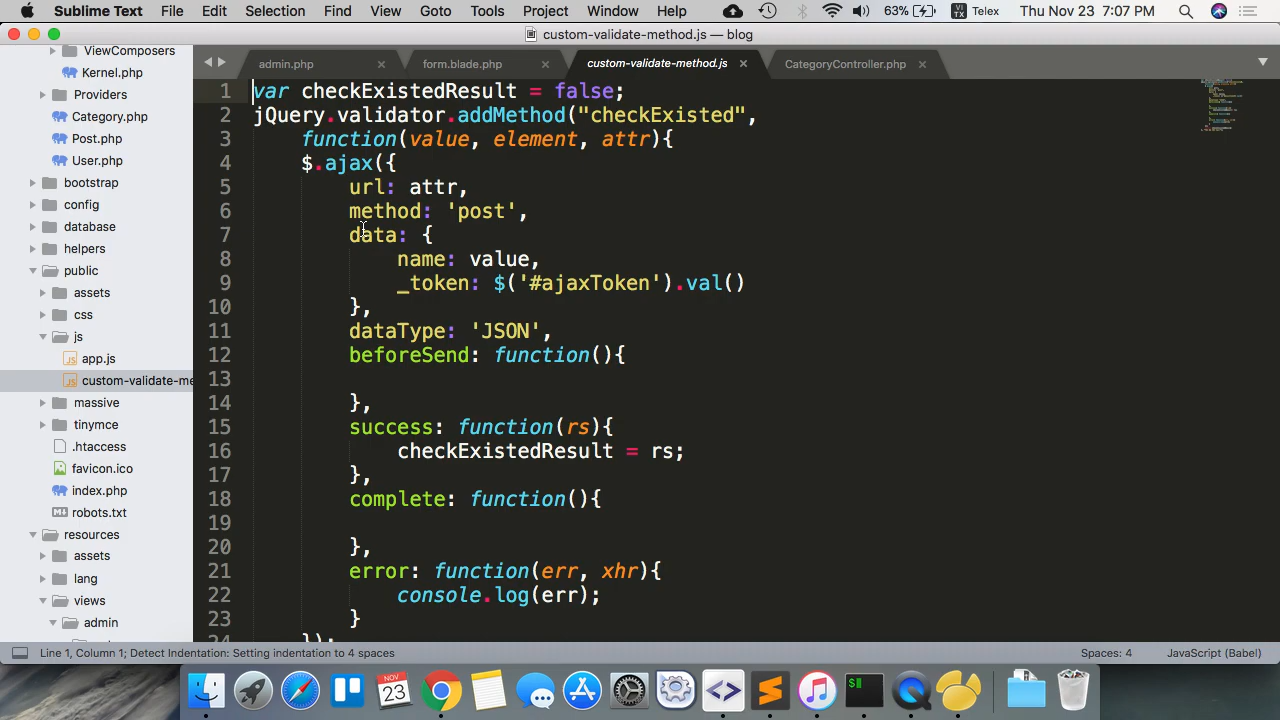 Sublime Text File Edit Selection Find View Goto Tools Project Window Help 63% VI TX Telex Thu Nov 23 7:07 PM
custom-validate-method.js — blog
admin.php form.blade.php custom-validate-method.js CategoryController.php
ViewComposers
Kernel.php
Providers
Category.php
Post.php
User.php
bootstrap
config
database
helpers
public
assets
css
js
app.js
custom-validate-me
massive
tinymce
.htaccess
favicon.ico
index.php
robots.txt
resources
assets
lang
views
admin
1 var checkExistedResult = false;
2 jQuery.validator.addMethod("checkExisted",
3 function(value, element, attr){
4 $.ajax({
5 url: attr,
6 method: 'post',
7 data: {
8 name: value,
9 _token: $('#ajaxToken').val()
10 },
11 dataType: 'JSON',
12 beforeSend: function(){
13
14 },
15 success: function(rs){
16 checkExistedResult = rs;
17 },
18 complete: function(){
19
20 },
21 error: function(err, xhr){
22 console.log(err);
23 }
24 });
Line 1, Column 1; Detect Indentation: Setting indentation to 4 spaces Spaces: 4 JavaScript (Babel)
NOV
23